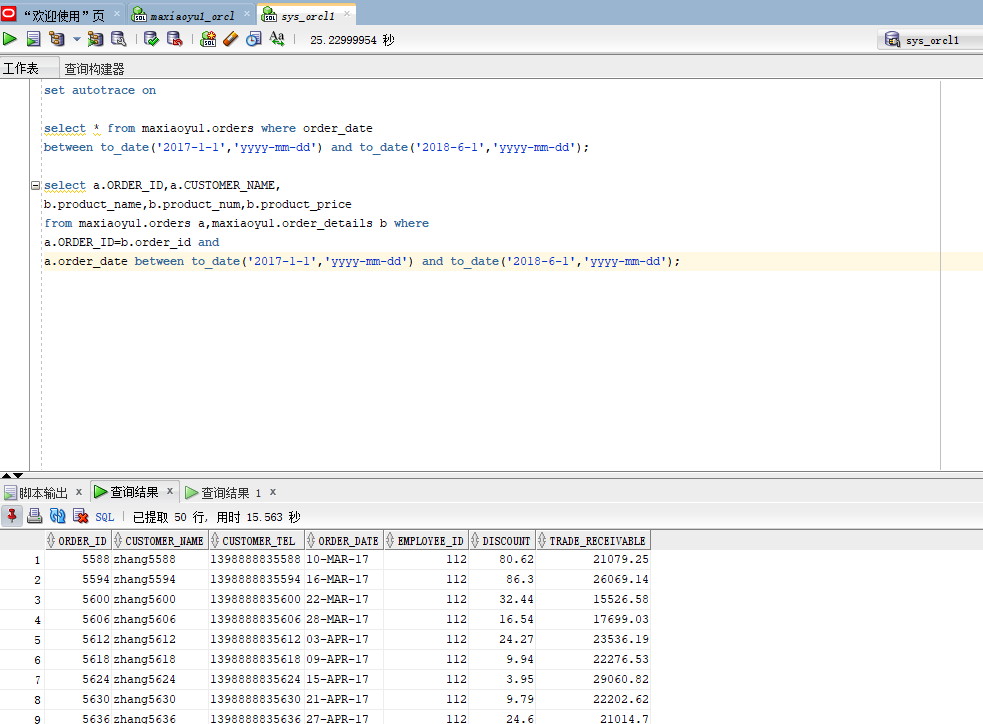 “欢迎使用”页 × maxiaoyu1_orcl × sys_orcl1 ×
25.22999954 秒 sys_orcl1
工作表 查询构建器
set autotrace on
select * from maxiaoyu1.orders where order_date
between to_date('2017-1-1','yyyy-mm-dd') and to_date('2018-6-1','yyyy-mm-dd');
select a.ORDER_ID,a.CUSTOMER_NAME,
b.product_name,b.product_num,b.product_price
from maxiaoyu1.orders a,maxiaoyu1.order_details b where
a.ORDER_ID=b.order_id and
a.order_date between to_date('2017-1-1','yyyy-mm-dd') and to_date('2018-6-1','yyyy-mm-dd');
脚本输出 × 查询结果 × 查询结果 1 ×
SQL 已提取 50 行, 用时 15.563 秒
ORDER_ID CUSTOMER_NAME CUSTOMER_TEL ORDER_DATE EMPLOYEE_ID DISCOUNT TRADE_RECEIVABLE
1 5588 zhang5588 1398888835588 10-MAR-17 112 80.62 21079.25
2 5594 zhang5594 1398888835594 16-MAR-17 112 86.3 26069.14
3 5600 zhang5600 1398888835600 22-MAR-17 112 32.44 15526.58
4 5606 zhang5606 1398888835606 28-MAR-17 112 16.54 17699.03
5 5612 zhang5612 1398888835612 03-APR-17 112 24.27 23536.19
6 5618 zhang5618 1398888835618 09-APR-17 112 9.94 22276.53
7 5624 zhang5624 1398888835624 15-APR-17 112 3.95 29060.82
8 5630 zhang5630 1398888835630 21-APR-17 112 9.79 22202.62
9 5636 zhang5636 1398888835636 27-APR-17 112 24.6 21014.7